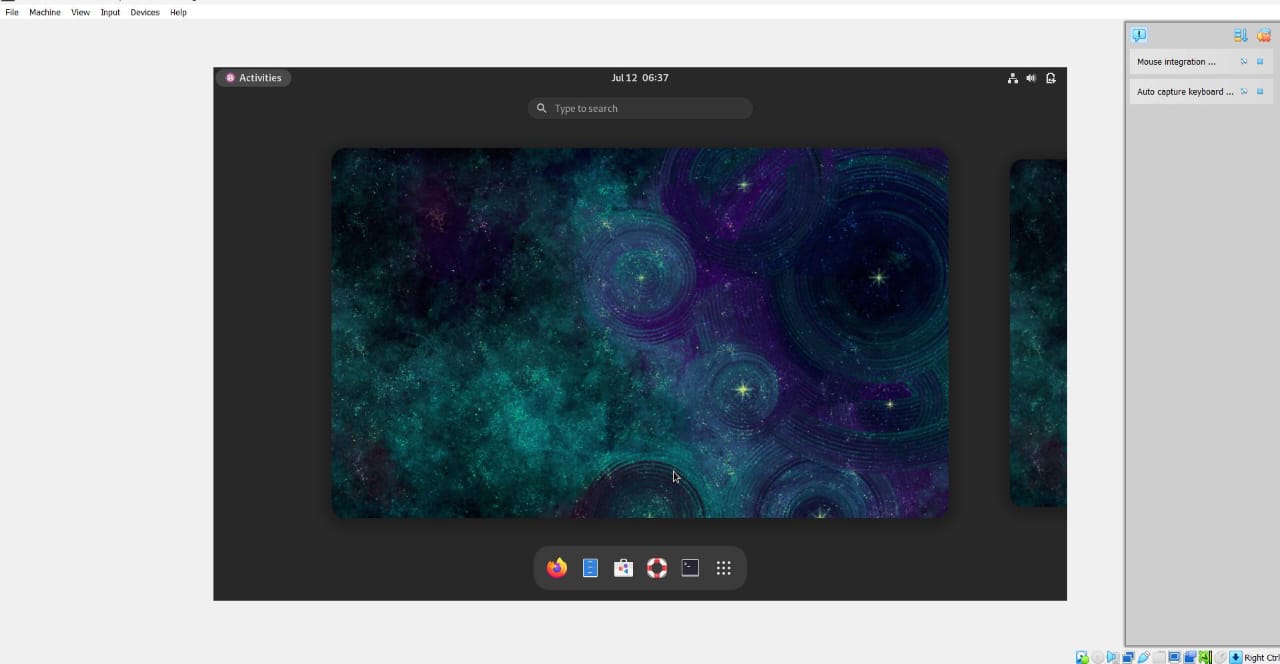 File Machine View Input Devices Help
Mouse integration ...
Auto capture keyboard ...
Activities
Jul 12 06:37
Type to search
Right Ctrl